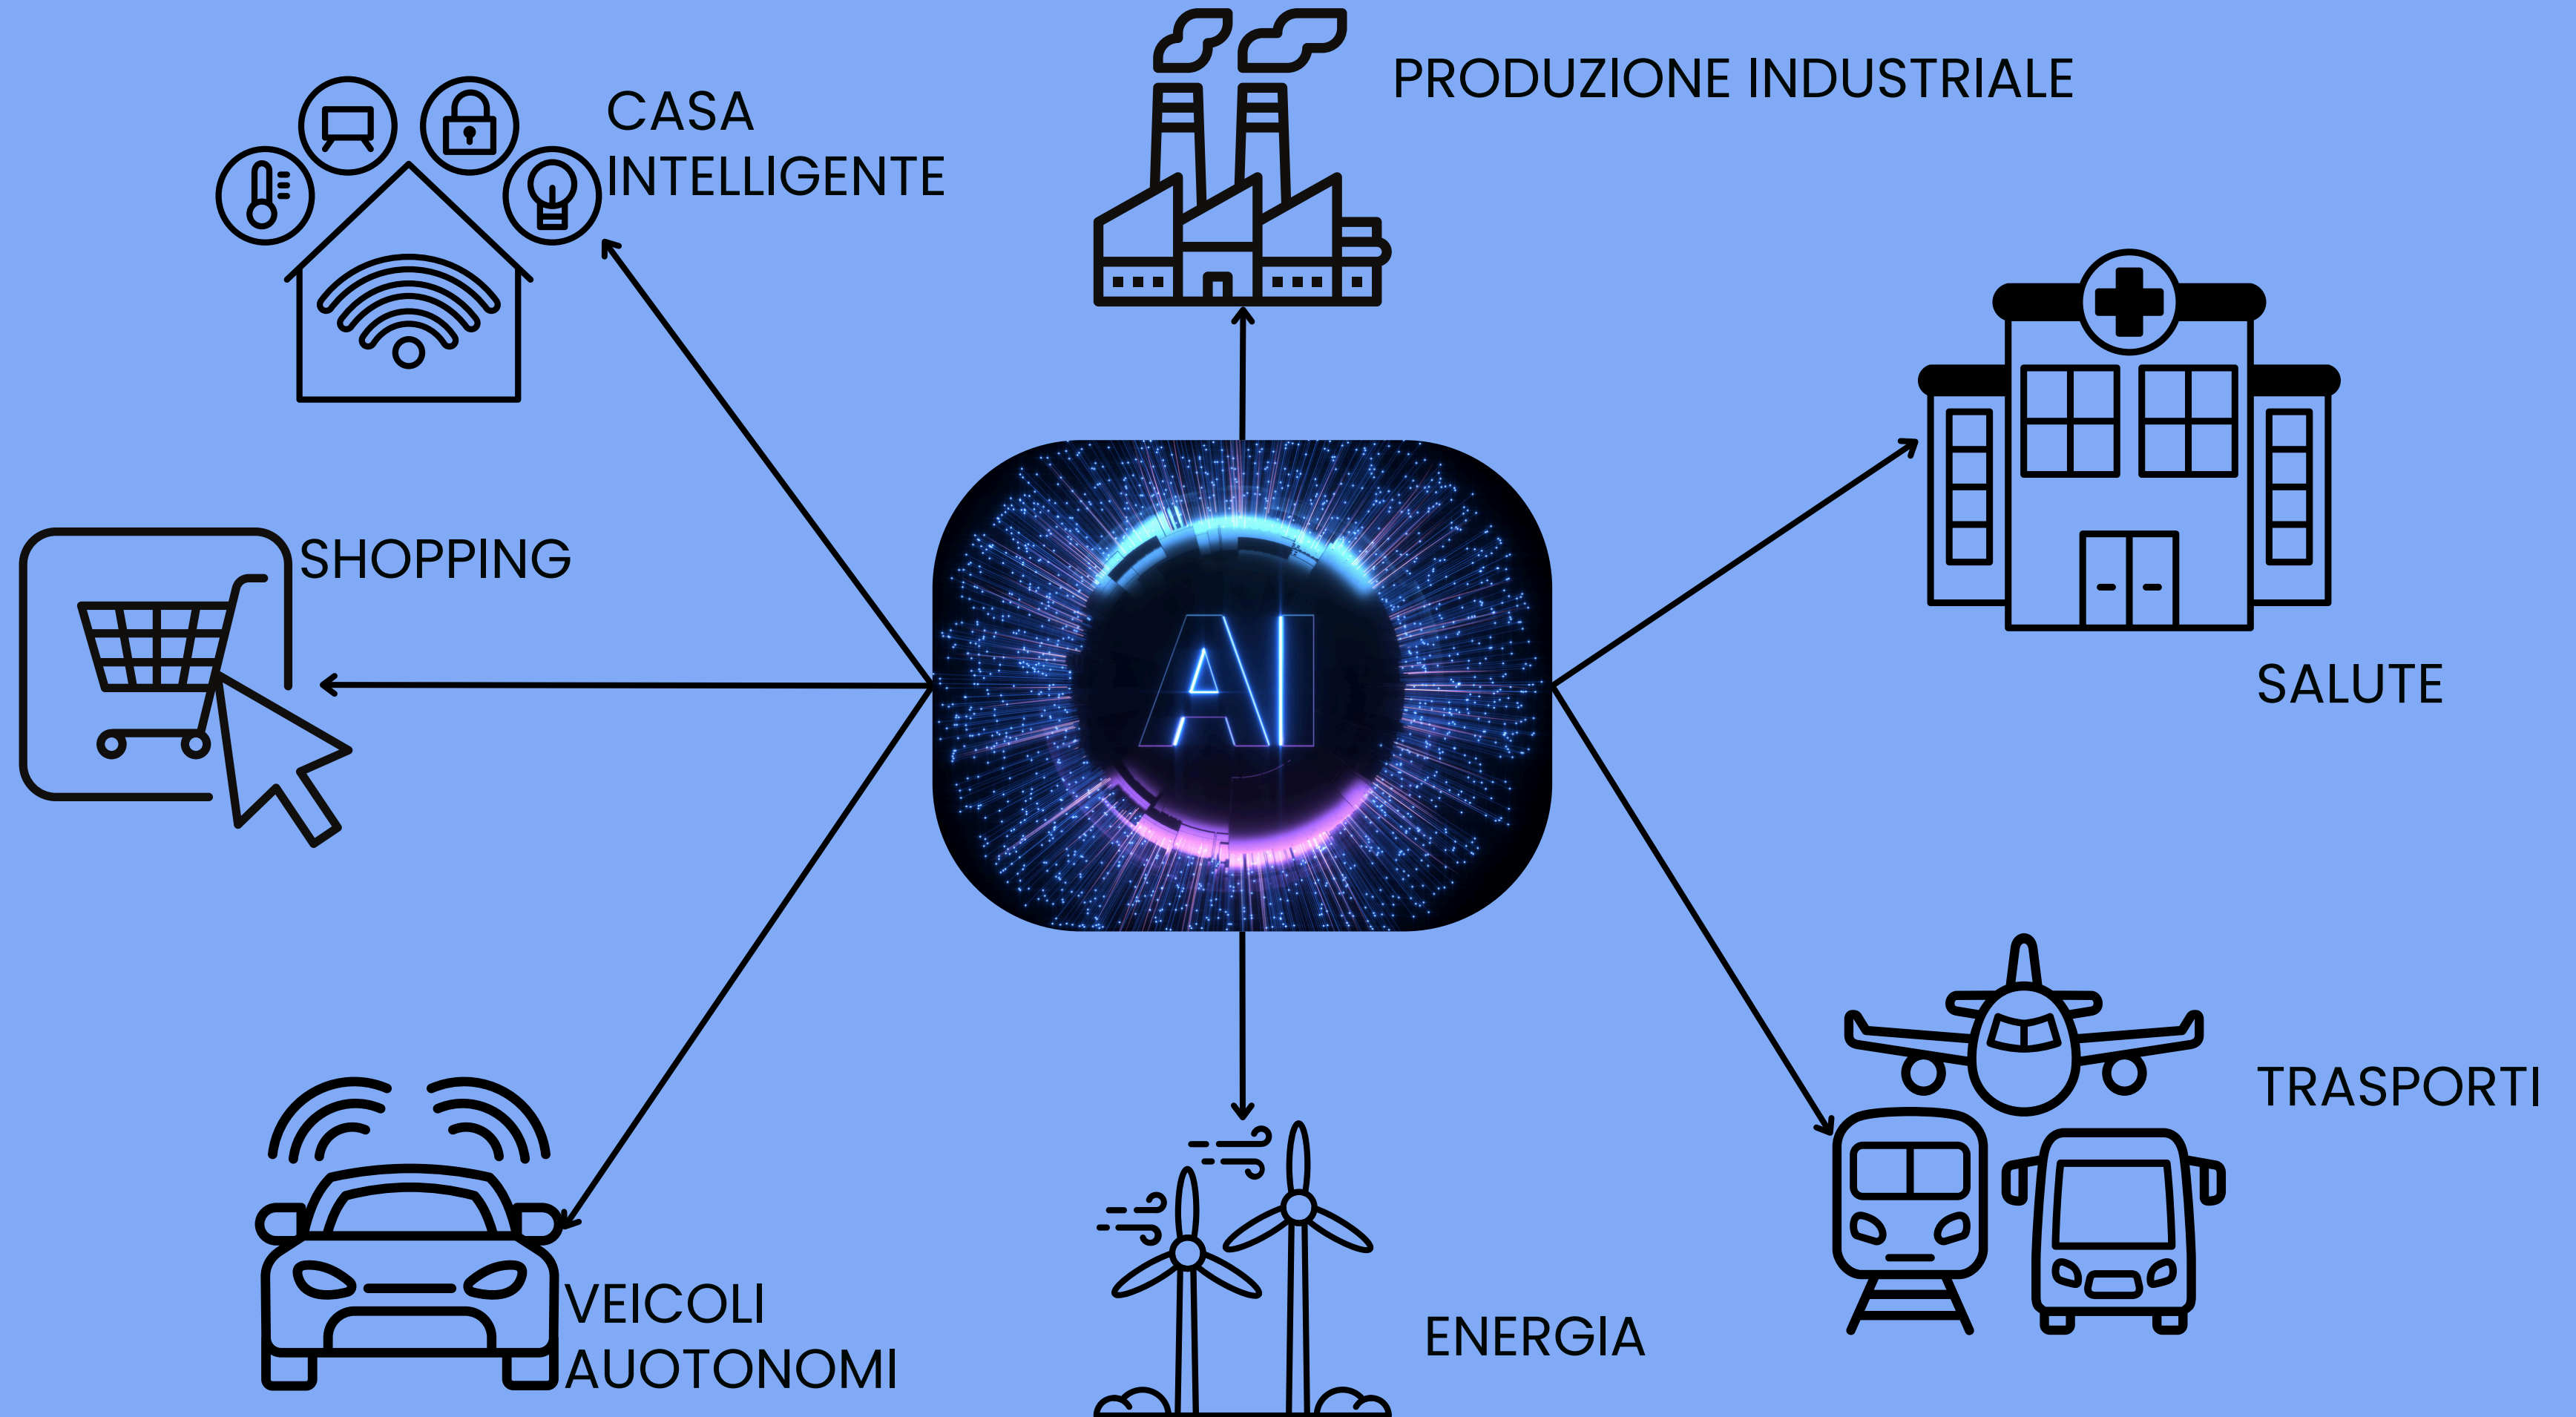 PRODUZIONE INDUSTRIALE
CASA
INTELLIGENTE
SHOPPING
AI
SALUTE
TRASPORTI
VEICOLI
AUOTONOMI
ENERGIA